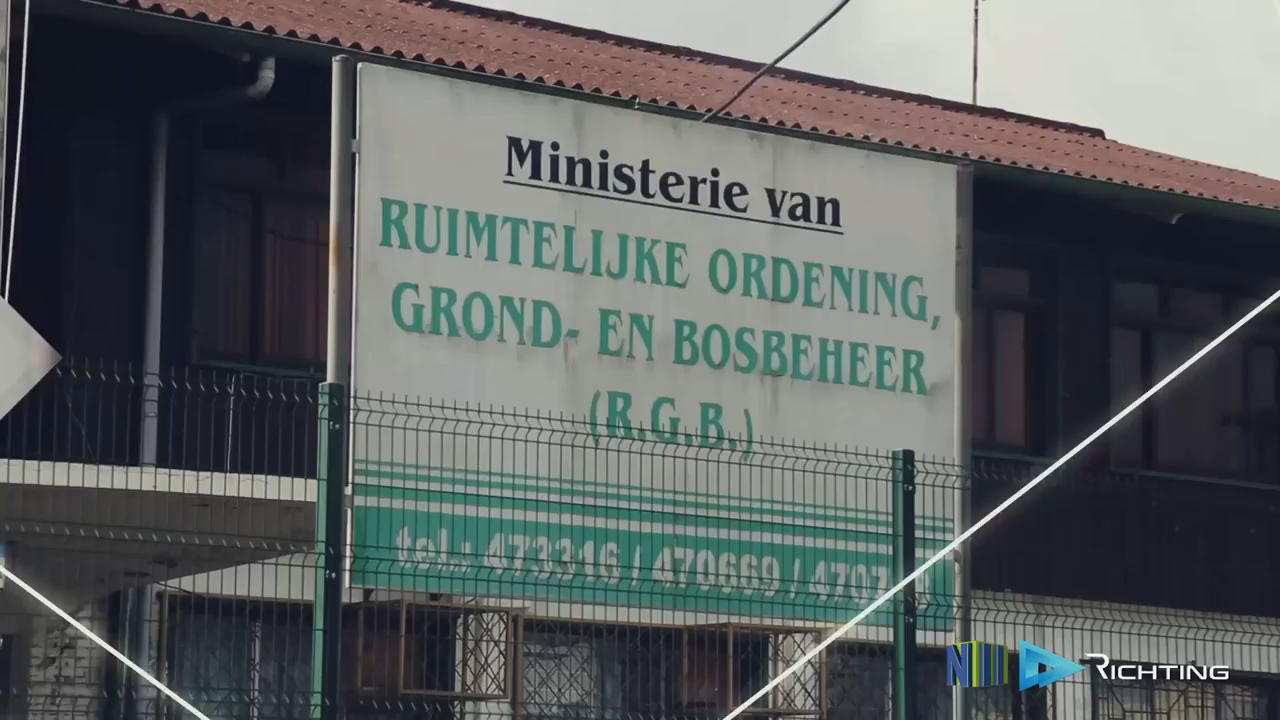 Ministerie van
RUIMTELIJKE ORDENING,
GROND- EN BOSBEHEER
(R.G.B.)
tel.: 473316 / 470669 /
RICHTING